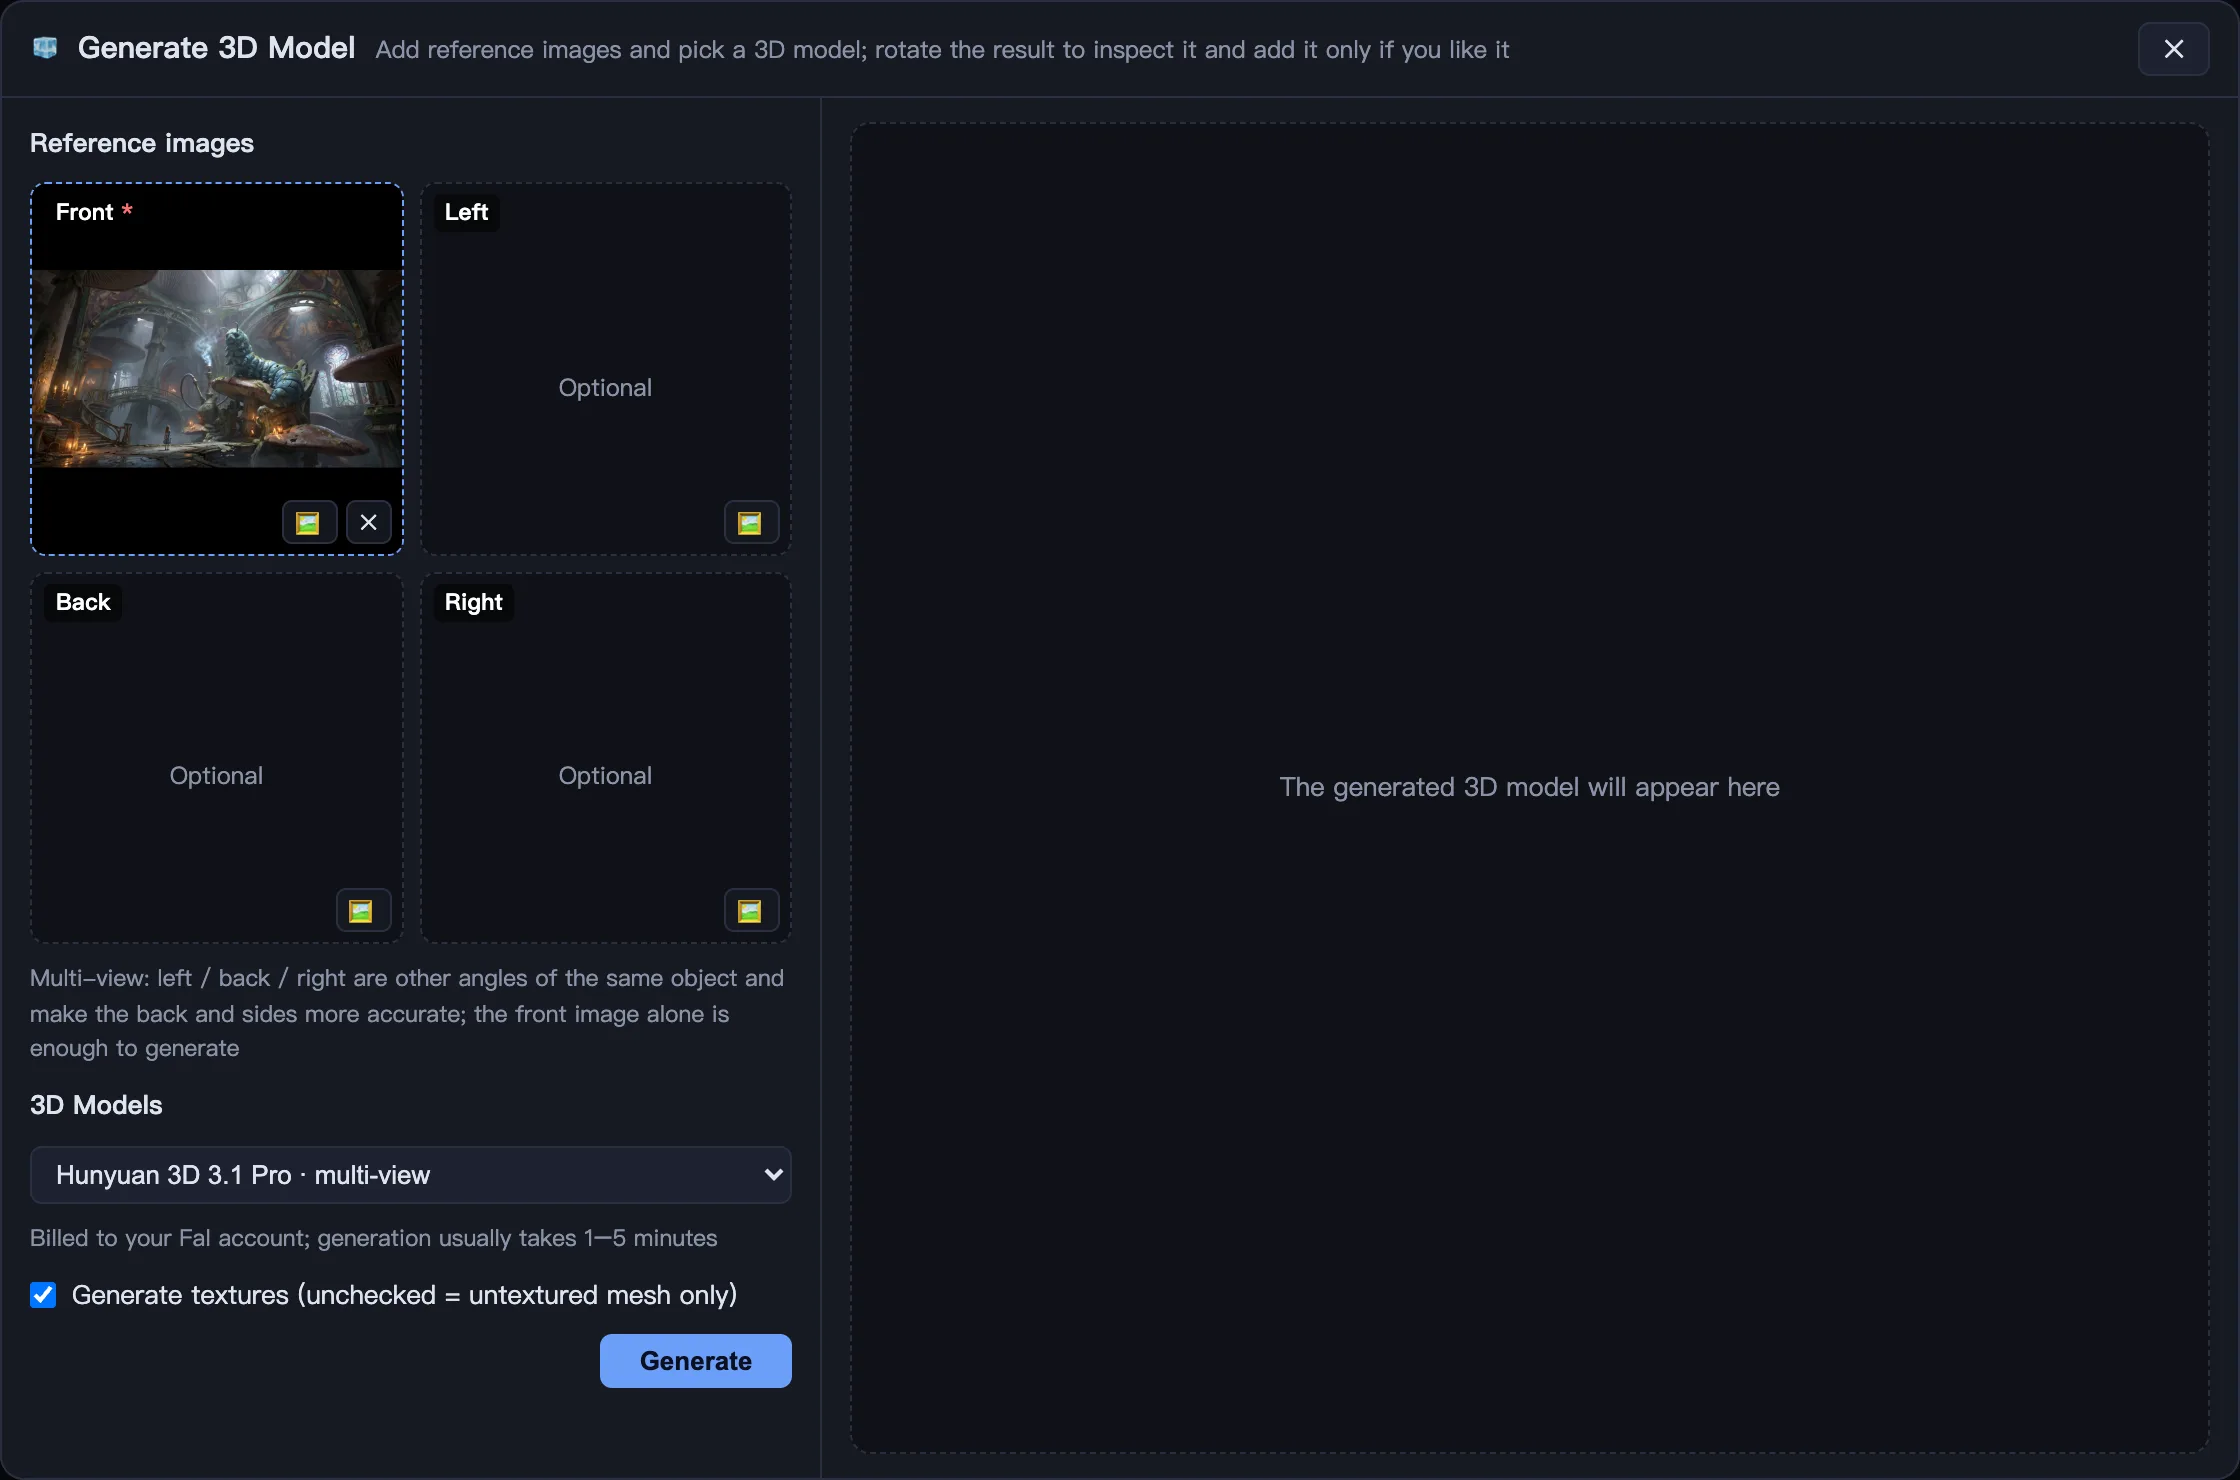 Generate 3D Model
Add reference images and pick a 3D model; rotate the result to inspect it and add it only if you like it
Reference images
Front *
Left
Optional
Back
Optional
Right
Optional
Multi-view: left / back / right are other angles of the same object and
make the back and sides more accurate; the front image alone is
enough to generate
3D Models
Hunyuan 3D 3.1 Pro · multi-view
Billed to your Fal account; generation usually takes 1–5 minutes
Generate textures (unchecked = untextured mesh only)
Generate
The generated 3D model will appear here